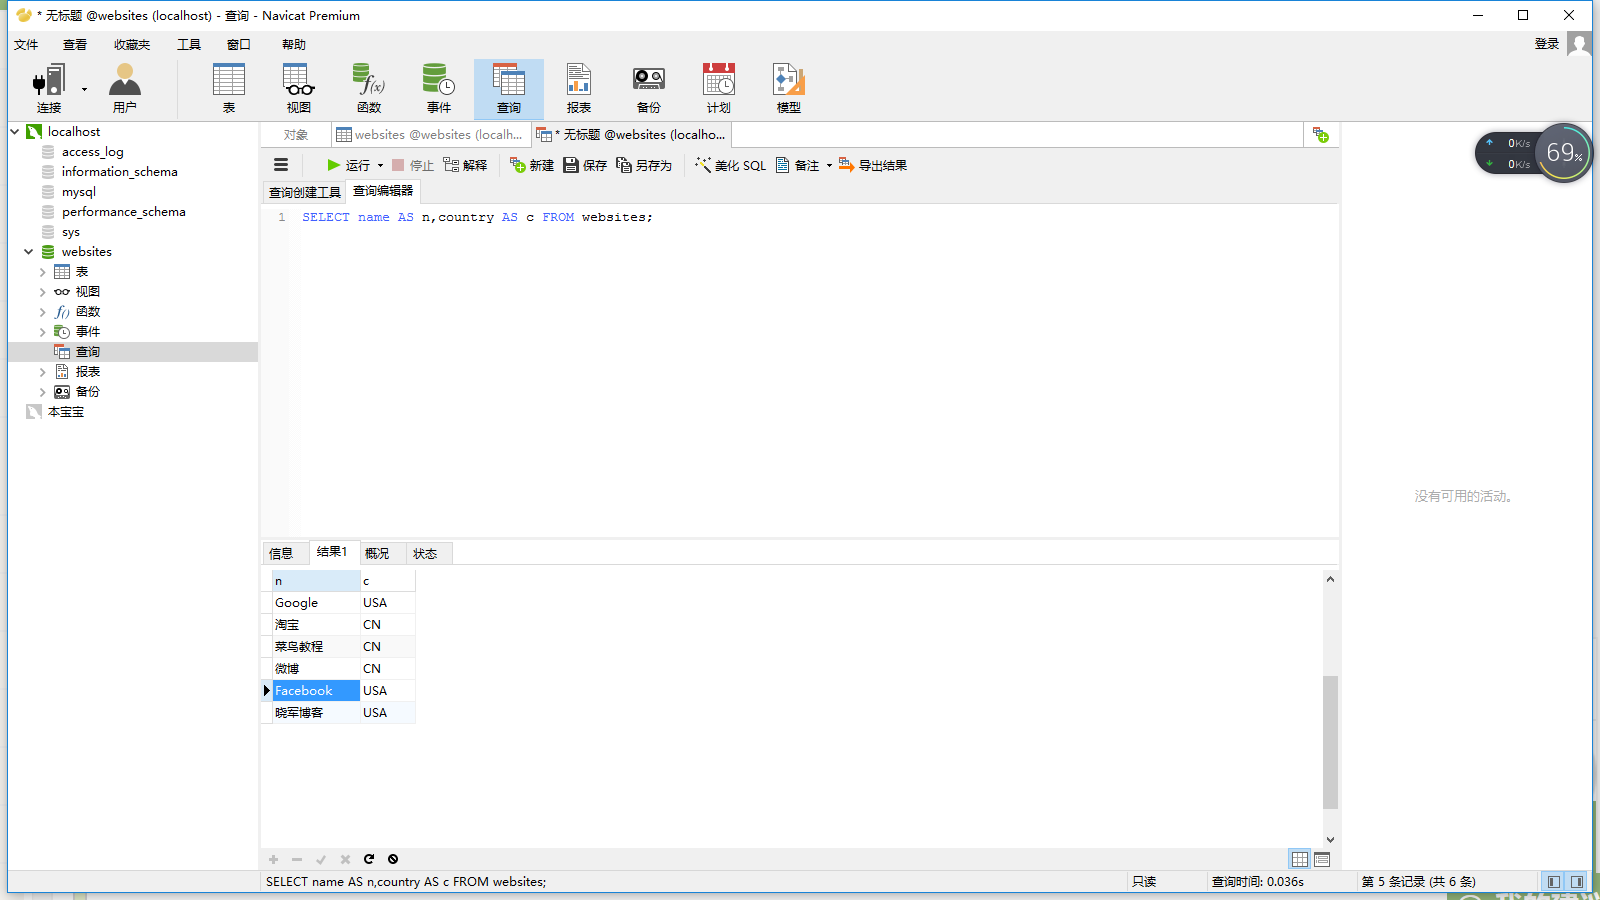 * 无标题 @websites (localhost) - 查询 - Navicat Premium
文件 查看 收藏夹 工具 窗口 帮助 登录
连接 用户 表 视图 函数 事件 查询 报表 备份 计划 模型
localhost
access_log
information_schema
mysql
performance_schema
sys
websites
表
视图
函数
事件
查询
报表
备份
本宝宝
对象 websites @websites (localh... * 无标题 @websites (localho...
运行 停止 解释 新建 保存 另存为 美化 SQL 备注 导出结果
查询创建工具 查询编辑器
1 SELECT name AS n,country AS c FROM websites;
0K/s
0K/s
69%
没有可用的活动。
信息 结果1 概况 状态
n c
Google USA
淘宝 CN
菜鸟教程 CN
微博 CN
Facebook USA
晓军博客 USA
SELECT name AS n,country AS c FROM websites; 只读 查询时间: 0.036s 第 5 条记录 (共 6 条)